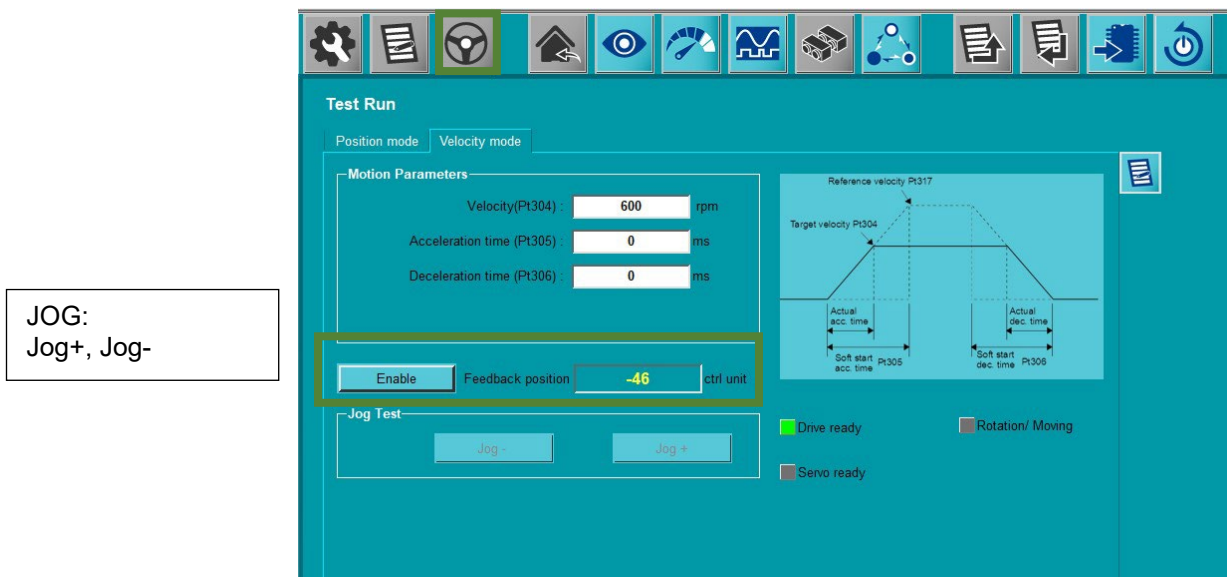 Test Run
Position mode
Velocity mode
Motion Parameters
Velocity(Pt304) : 600 rpm
Acceleration time (Pt305) : 0 ms
Deceleration time (Pt306) : 0 ms
Reference velocity Pt317
Target velocity Pt304
Actual
acc. time
Actual
dec. time
Soft start
acc. time
Pt305
Soft start
dec. time
Pt306
JOG:
Jog+, Jog-
Enable
Feedback position
-46
ctrl unit
Jog Test
Jog -
Jog +
Drive ready
Rotation/ Moving
Servo ready